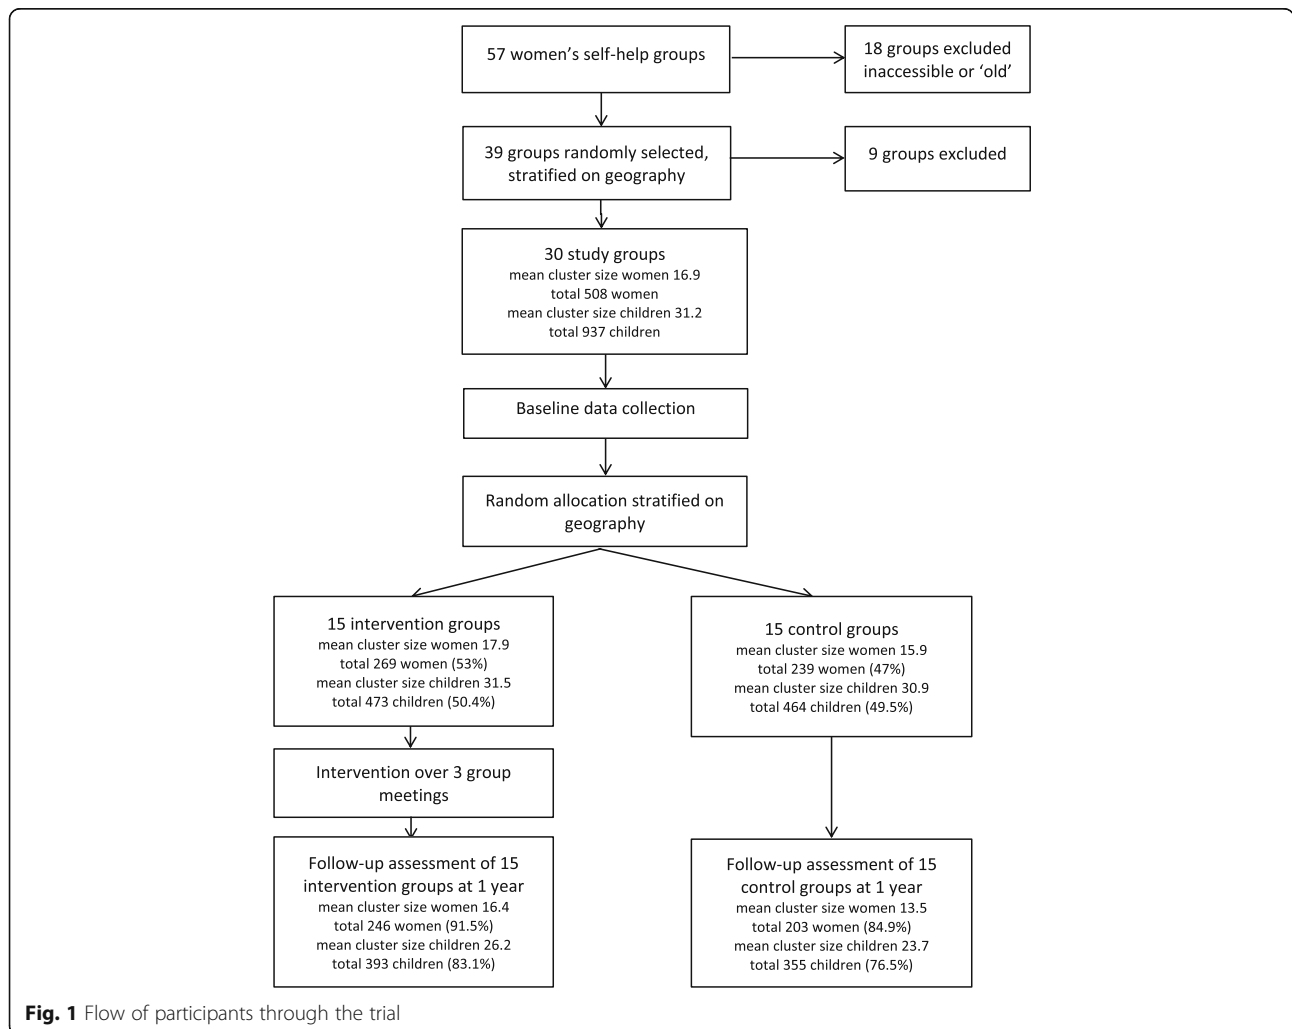 57 women’s self-help groups
18 groups excluded
inaccessible or ‘old’
39 groups randomly selected,
stratified on geography
9 groups excluded
30 study groups
mean cluster size women 16.9
total 508 women
mean cluster size children 31.2
total 937 children
Baseline data collection
Random allocation stratified on
geography
15 intervention groups
mean cluster size women 17.9
total 269 women (53%)
mean cluster size children 31.5
total 473 children (50.4%)
15 control groups
mean cluster size women 15.9
total 239 women (47%)
mean cluster size children 30.9
total 464 children (49.5%)
Intervention over 3 group
meetings
Follow-up assessment of 15
intervention groups at 1 year
mean cluster size women 16.4
total 246 women (91.5%)
mean cluster size children 26.2
total 393 children (83.1%)
Follow-up assessment of 15
control groups at 1 year
mean cluster size women 13.5
total 203 women (84.9%)
mean cluster size children 23.7
total 355 children (76.5%)
Fig. 1 Flow of participants through the trial